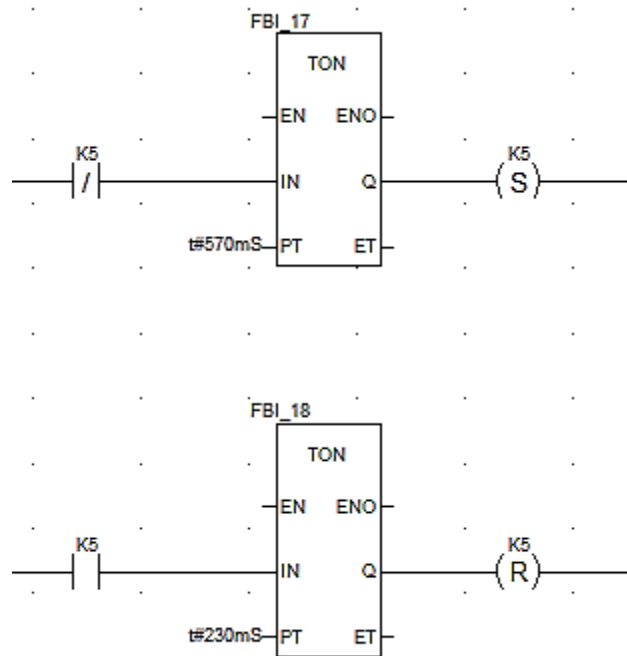 FBI_17
TON
EN ENO
K5 K5
/ IN Q S
t#570mS PT ET
FBI_18
TON
EN ENO
K5 K5
IN Q R
t#230mS PT ET